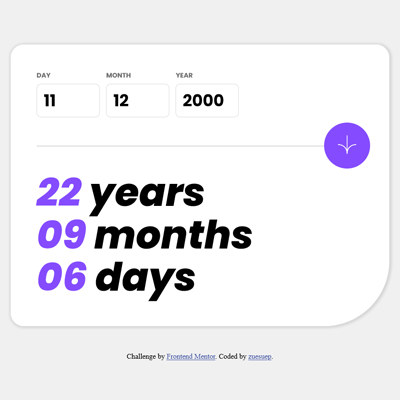 DAY MONTH YEAR
11 12 2000
22 years
09 months
06 days
Challenge by Frontend Mentor. Coded by zuesuep.